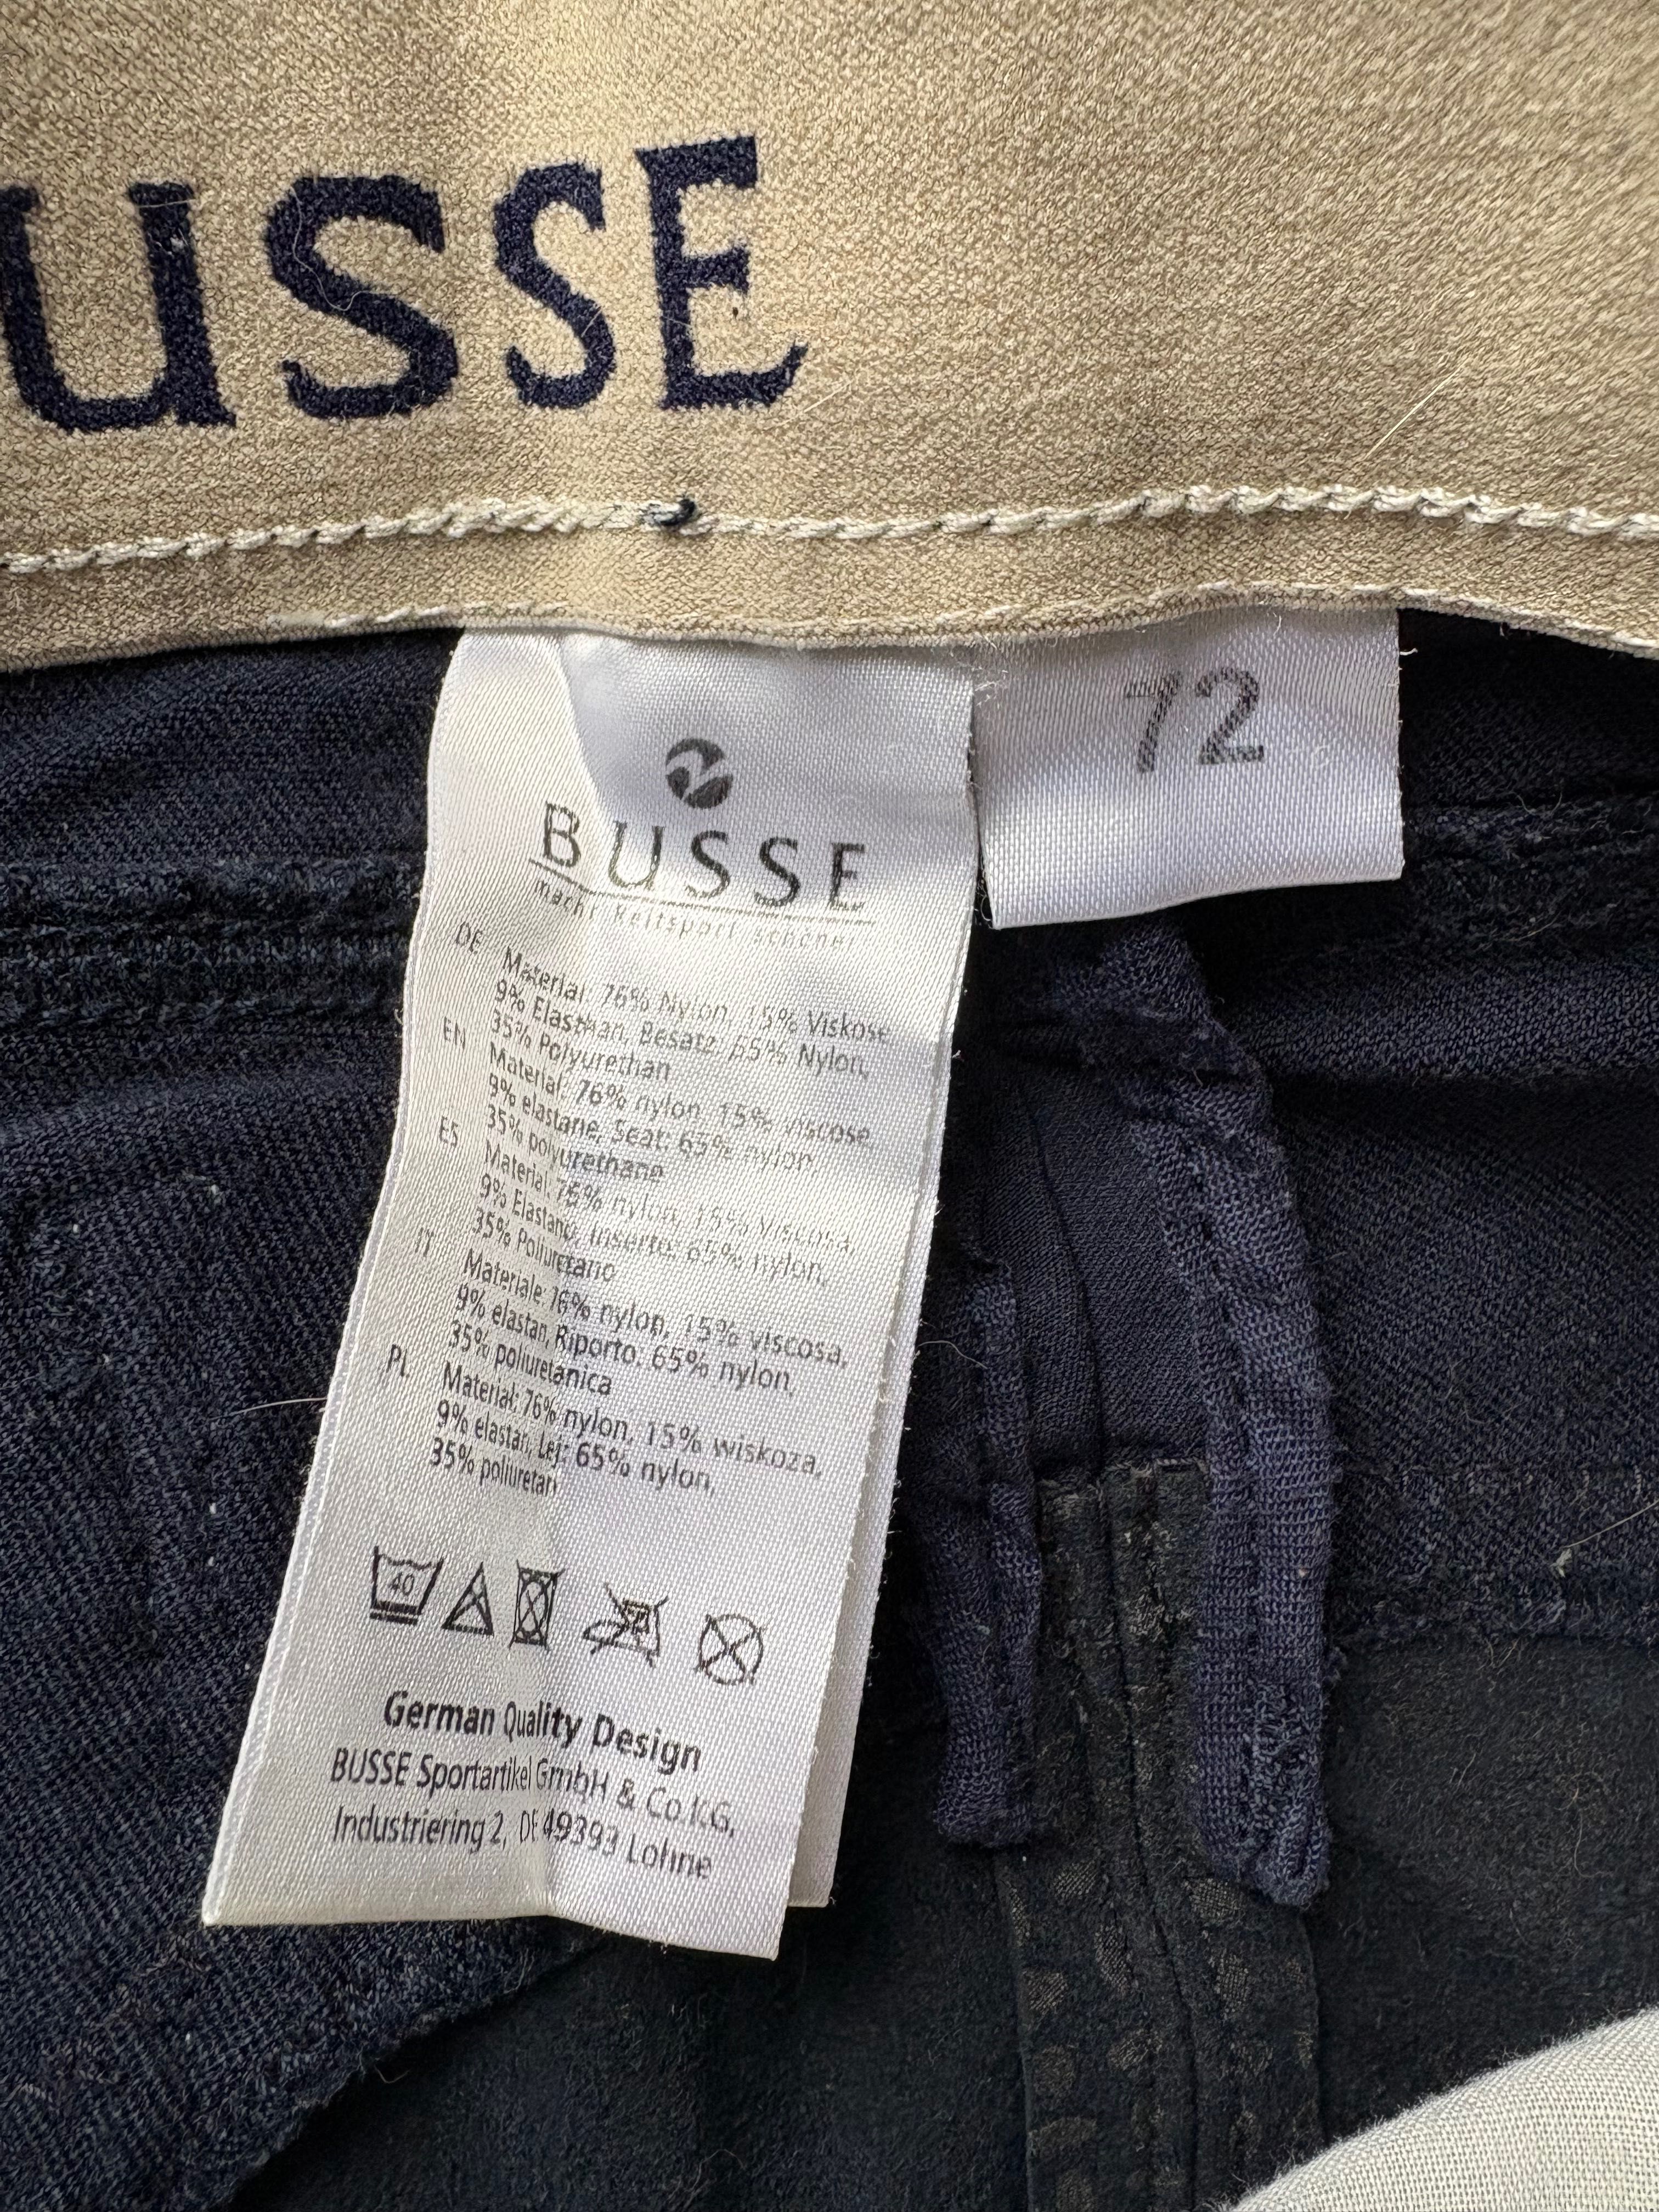 USSE
72
BUSSE
macht Reitsport schöner
DE Material: 76% Nylon, 15% Viskose
9% Elasthan, Besatz: 65% Nylon,
35% Polyurethan
EN Material: 76% nylon, 15% viscose,
9% elastane, Seat: 65% nylon,
35% polyurethane
ES Material: 76% nylon, 15% Viscosa,
9% Elastano, Inserto: 65% nylon,
35% Poliuretano
IT Materiale: 76% nylon, 15% viscosa,
9% elastan, Riporto: 65% nylon,
35% poliuretanica
PL Material: 76% nylon, 15% wiskoza,
9% elastan, Lej: 65% nylon,
35% poliuretan
40
German Quality Design
BUSSE Sportartikel GmbH & Co.KG,
Industriering 2, DE 49393 Lohne